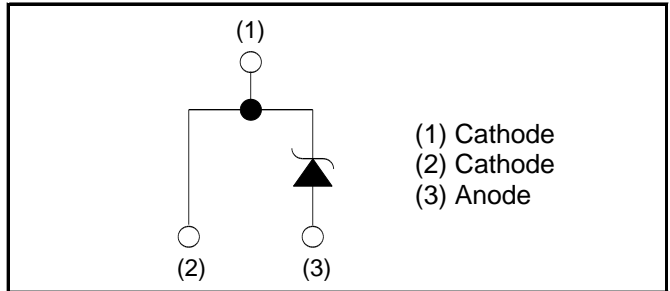 (1)
(1) Cathode
(2) Cathode
(3) Anode
(2) (3)